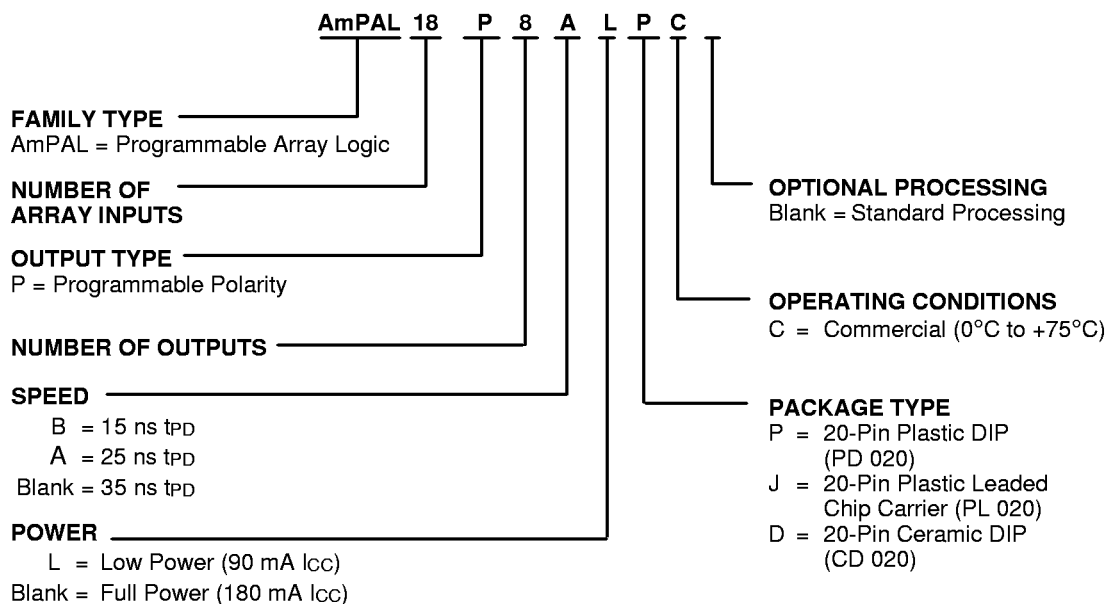 AmPAL 18 P 8 A L P C
FAMILY TYPE
AmPAL = Programmable Array Logic
NUMBER OF
ARRAY INPUTS
OUTPUT TYPE
P = Programmable Polarity
NUMBER OF OUTPUTS
SPEED
B = 15 ns tPD
A = 25 ns tPD
Blank = 35 ns tPD
POWER
L = Low Power (90 mA ICC)
Blank = Full Power (180 mA ICC)
OPTIONAL PROCESSING
Blank = Standard Processing
OPERATING CONDITIONS
C = Commercial (0°C to +75°C)
PACKAGE TYPE
P = 20-Pin Plastic DIP
(PD 020)
J = 20-Pin Plastic Leaded
Chip Carrier (PL 020)
D = 20-Pin Ceramic DIP
(CD 020)